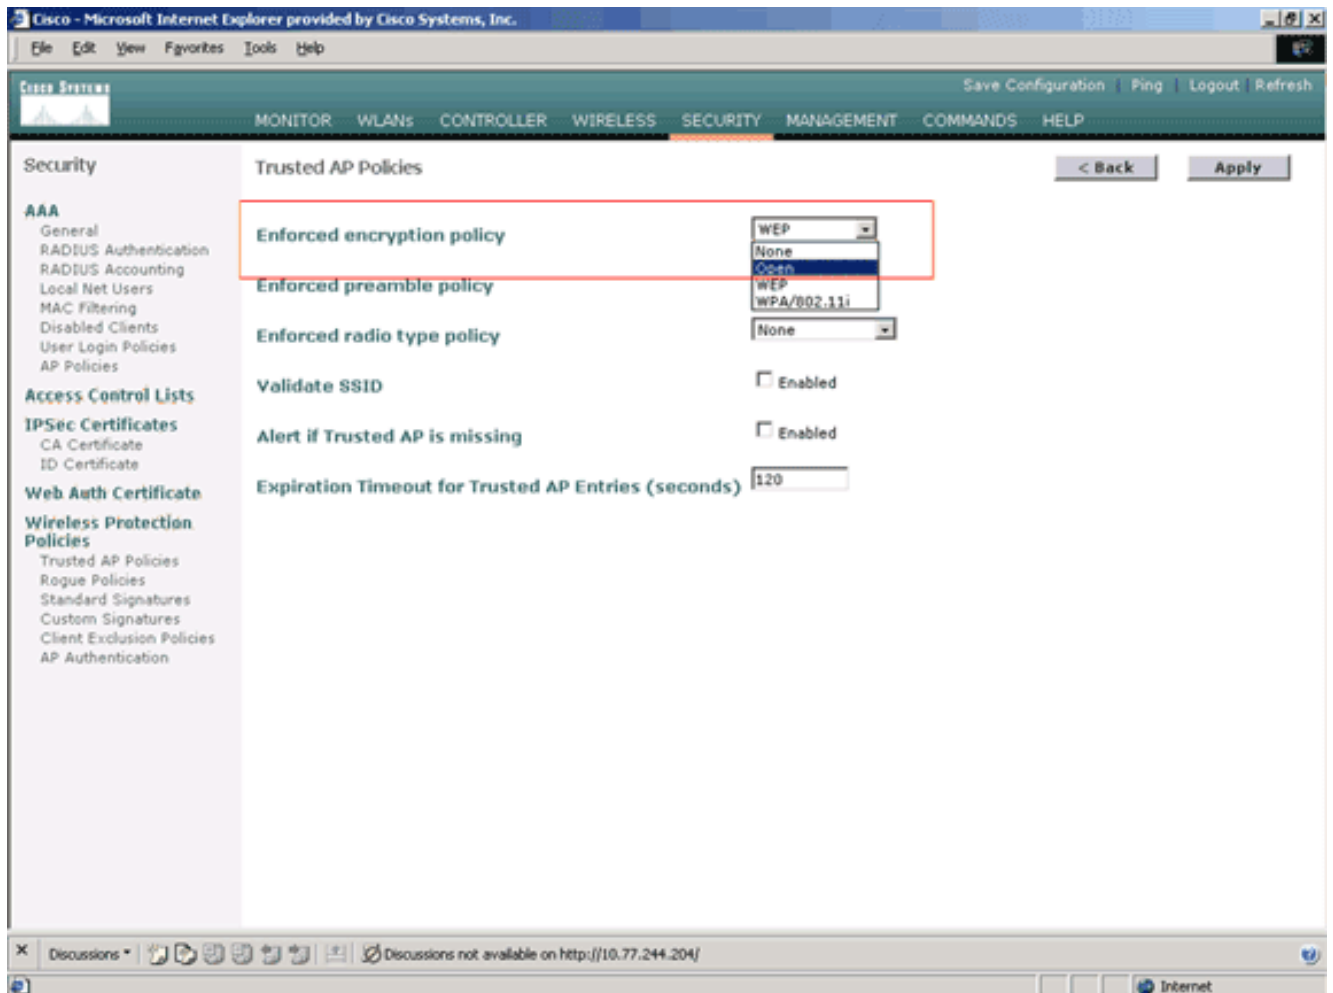 Cisco - Microsoft Internet Explorer provided by Cisco Systems, Inc.
File Edit View Favorites Tools Help
CISCO SYSTEMS
Save Configuration | Ping | Logout | Refresh
MONITOR WLANs CONTROLLER WIRELESS SECURITY MANAGEMENT COMMANDS HELP
Security
AAA
General
RADIUS Authentication
RADIUS Accounting
Local Net Users
MAC Filtering
Disabled Clients
User Login Policies
AP Policies
Access Control Lists
IPSec Certificates
CA Certificate
ID Certificate
Web Auth Certificate
Wireless Protection
Policies
Trusted AP Policies
Rogue Policies
Standard Signatures
Custom Signatures
Client Exclusion Policies
AP Authentication
Trusted AP Policies
< Back
Apply
Enforced encryption policy
WEP
None
Open
WEP
WPA/802.11i
Enforced preamble policy
Enforced radio type policy
None
Validate SSID
Enabled
Alert if Trusted AP is missing
Enabled
Expiration Timeout for Trusted AP Entries (seconds)
120
Discussions
Discussions not available on http://10.77.244.204/
Internet